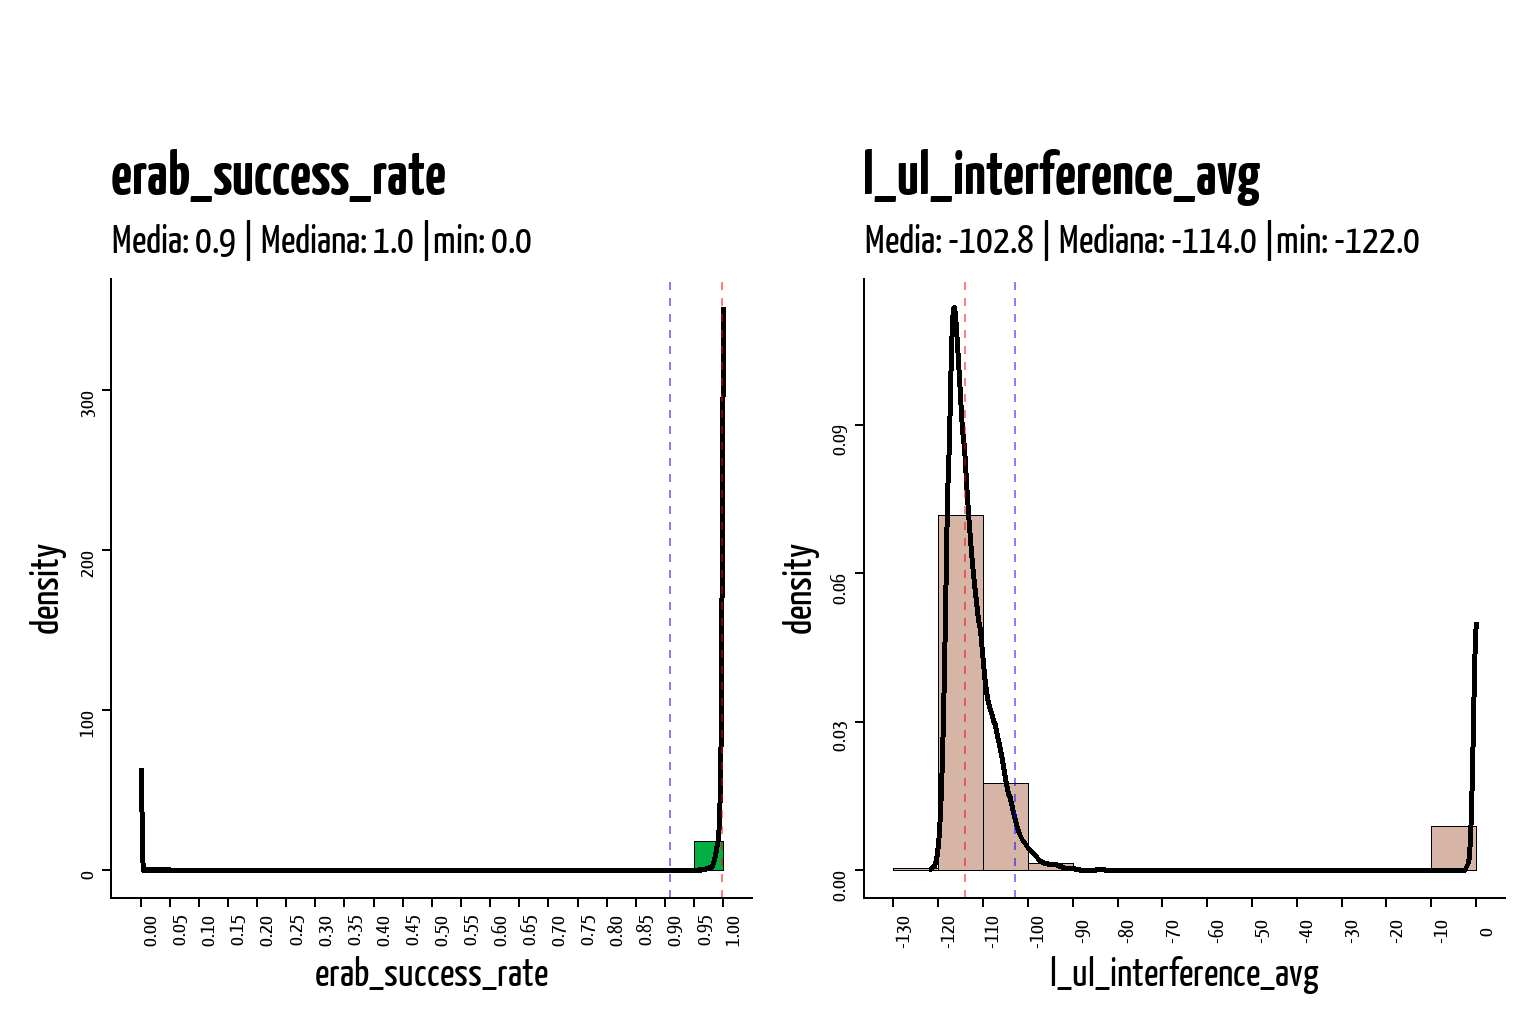 erab_success_rate
Media: 0.9 | Mediana: 1.0 |min: 0.0
density
300
200
100
0
0.00 0.05 0.10 0.15 0.20 0.25 0.30 0.35 0.40 0.45 0.50 0.55 0.60 0.65 0.70 0.75 0.80 0.85 0.90 0.95 1.00
erab_success_rate
l_ul_interference_avg
Media: -102.8 | Mediana: -114.0 |min: -122.0
density
0.09
0.06
0.03
0.00
-130 -120 -110 -100 -90 -80 -70 -60 -50 -40 -30 -20 -10 0
l_ul_interference_avg